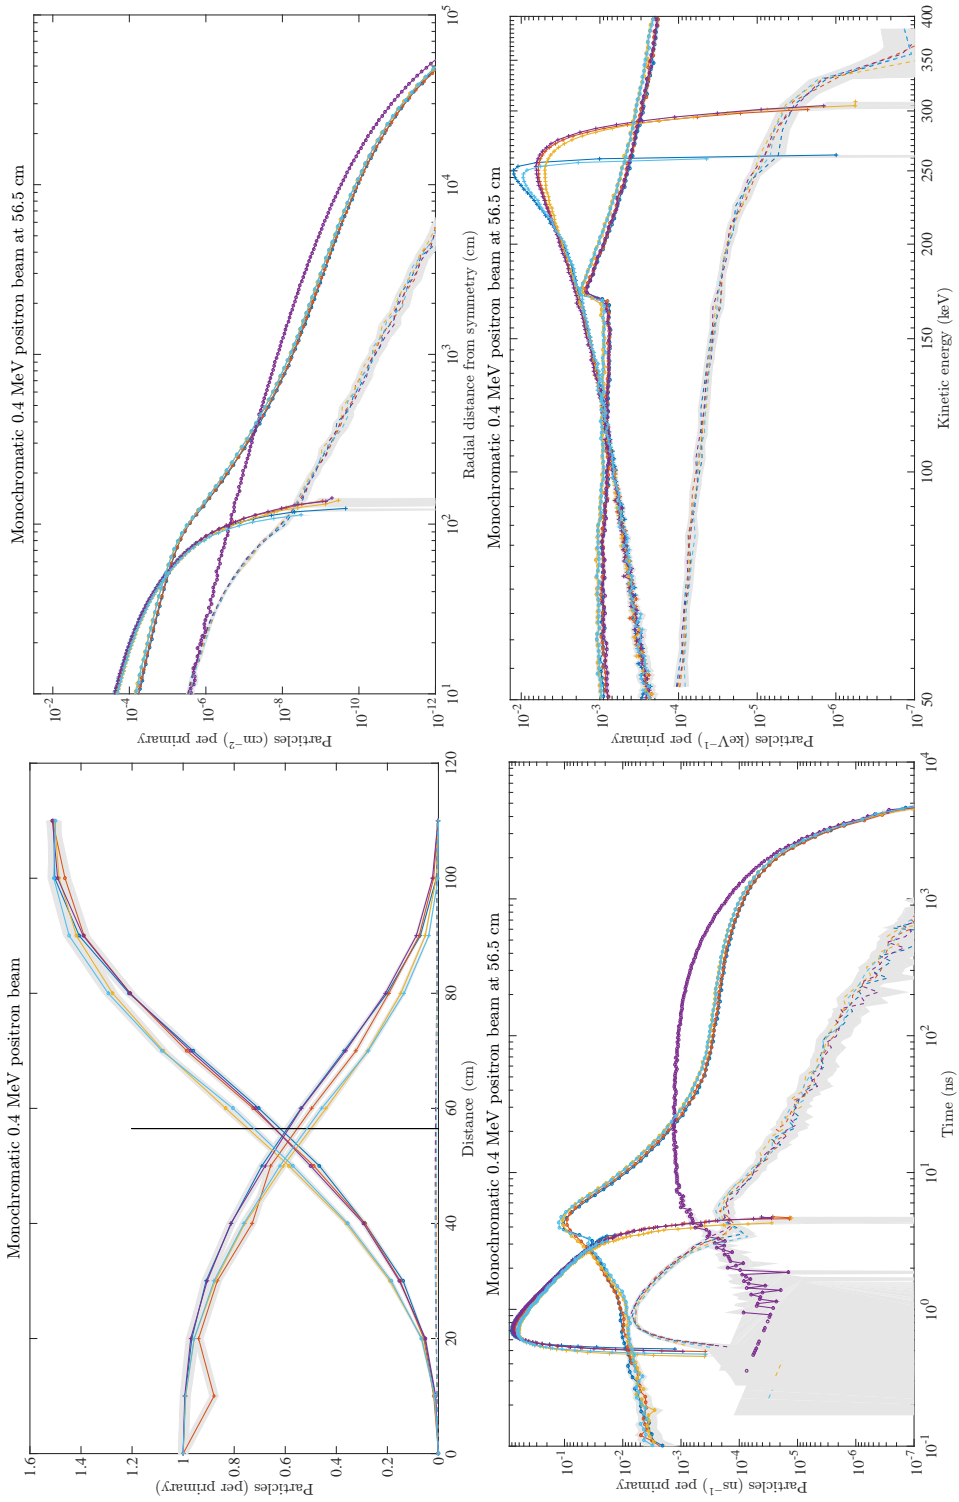 Monochromatic 0.4 MeV positron beam
Particles (per primary)
1.6
1.4
1.2
1
0.8
0.6
0.4
0.2
0
0 20 40 60 80 100 120
Distance (cm)
Monochromatic 0.4 MeV positron beam at 56.5 cm
Particles (cm⁻²) per primary
10⁻²
10⁻⁴
10⁻⁶
10⁻⁸
10⁻¹⁰
10⁻¹²
10¹ 10² 10³ 10⁴ 10⁵
Radial distance from symmetry (cm)
Monochromatic 0.4 MeV positron beam at 56.5 cm
Particles (ns⁻¹) per primary
10⁻¹
10⁻²
10⁻³
10⁻⁴
10⁻⁵
10⁻⁶
10⁻⁷
10⁻¹ 10⁰ 10¹ 10² 10³ 10⁴
Time (ns)
Monochromatic 0.4 MeV positron beam at 56.5 cm
Particles (keV⁻¹) per primary
10⁻²
10⁻³
10⁻⁴
10⁻⁵
10⁻⁶
10⁻⁷
50 100 150 200 250 300 350 400
Kinetic energy (keV)